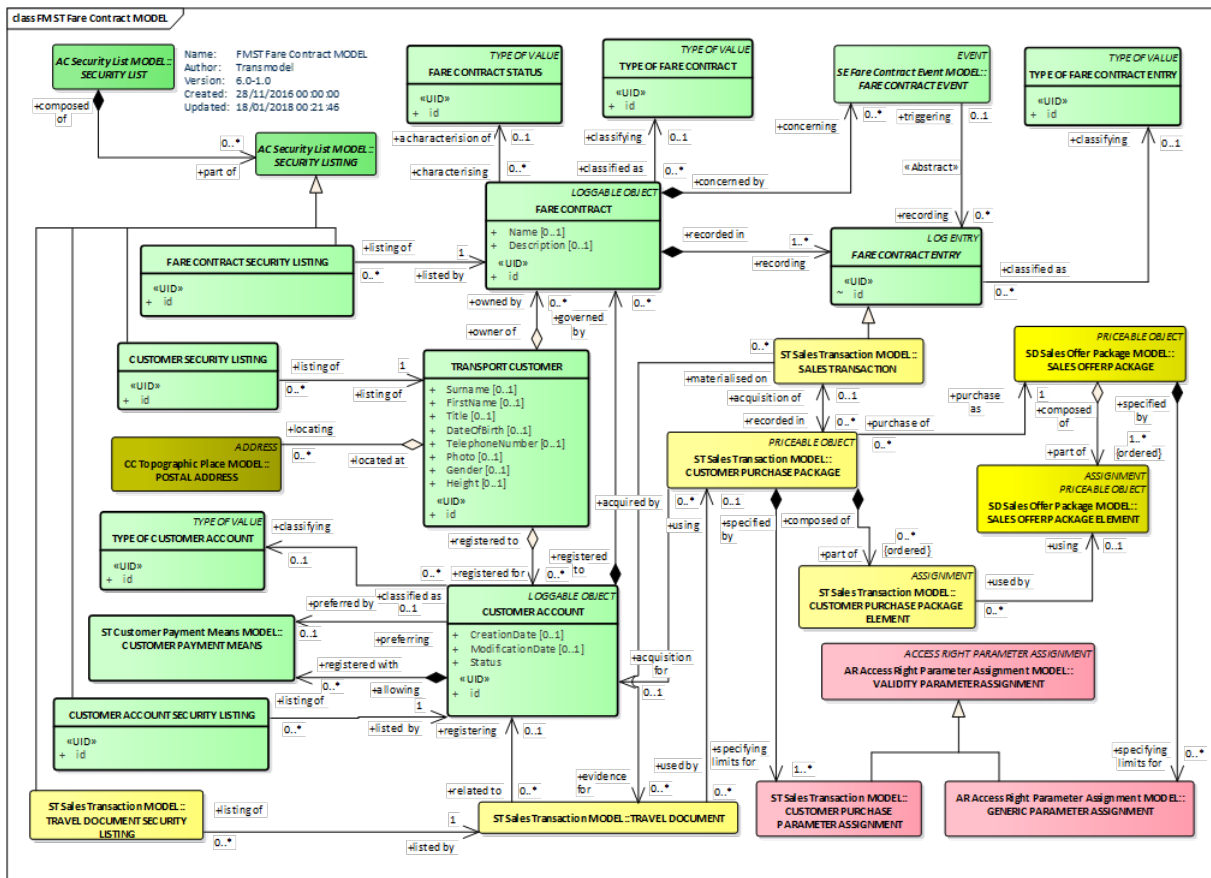 class FMST Fare Contract MODEL
AC Security List MODEL::
SECURITY LIST
Name: FMST Fare Contract MODEL
Author: Transmodel
Version: 6.0-1.0
Created: 28/11/2016 00:00:00
Updated: 18/01/2018 00:21:46
TYPE OF VALUE
FARE CONTRACT STATUS
«UID»
+ id
TYPE OF VALUE
TYPE OF FARE CONTRACT
«UID»
+ id
EVENT
SE Fare Contract Event MODEL::
FARE CONTRACT EVENT
TYPE OF VALUE
TYPE OF FARE CONTRACT ENTRY
«UID»
+ id
+composed
of
0..*
+part of
AC Security List MODEL::
SECURITY LISTING
+acharacterision of
0..1
+characterising
0..*
+classifying
0..1
+classified as
0..*
+concerning
0..*
+triggering
0..1
+classifying
0..1
«Abstract»
+concerned by
+recording
0..*
LOGGABLE OBJECT
FARE CONTRACT
+ Name [0..1]
+ Description [0..1]
«UID»
+ id
+recorded in
1..*
+recording
LOG ENTRY
FARE CONTRACT ENTRY
«UID»
~ id
+classified as
0..*
FARE CONTRACT SECURITY LISTING
«UID»
+ id
+listing of
0..*
1
+listed by
+owned by
0..*
+governed
by
0..*
+owner of
CUSTOMER SECURITY LISTING
«UID»
+ id
+listing of
0..*
1
+listing of
TRANSPORT CUSTOMER
+ Surname [0..1]
+ FirstName [0..1]
+ Title [0..1]
+ DateOfBirth [0..1]
+ TelephoneNumber [0..1]
+ Photo [0..1]
+ Gender [0..1]
+ Height [0..1]
«UID»
+ id
0..*
+materialised on
ST Sales Transaction MODEL::
SALES TRANSACTION
+acquisition of
0..1
+recorded in
0..*
PRICEABLE OBJECT
SD Sales Offer Package MODEL::
SALES OFFER PACKAGE
+purchase
as
1
+purchase of
0..*
+composed
of
+specified
by
ADDRESS
CC Topographic Place MODEL::
POSTAL ADDRESS
+locating
0..*
+located at
PRICEABLE OBJECT
ST Sales Transaction MODEL::
CUSTOMER PURCHASE PACKAGE
+part of
1..*
{ordered}
ASSIGNMENT
PRICEABLE OBJECT
SD Sales Offer Package MODEL::
SALES OFFER PACKAGE ELEMENT
+acquired by
0..*
+using
0..1
+specified
by
+composed of
+part of
0..*
{ordered}
+using
0..1
TYPE OF VALUE
TYPE OF CUSTOMER ACCOUNT
«UID»
+ id
+classifying
0..1
+registered to
+registered for
0..*
+registered
to
0..*
+classified as
ASSIGNMENT
ST Sales Transaction MODEL::
CUSTOMER PURCHASE PACKAGE
ELEMENT
+used by
0..*
LOGGABLE OBJECT
CUSTOMER ACCOUNT
+ CreationDate [0..1]
+ ModificationDate [0..1]
+ Status
«UID»
+ id
ST Customer Payment Means MODEL::
CUSTOMER PAYMENT MEANS
+preferred by
0..1
0..1
+preferring
+registered with
0..*
+allowing
+acquisition
for
0..1
ACCESS RIGHT PARAMETER ASSIGNMENT
AR Access Right Parameter Assignment MODEL::
VALIDITY PARAMETER ASSIGNMENT
CUSTOMER ACCOUNT SECURITY LISTING
«UID»
+ id
+listing of
0..*
1
+listed by
+registering
0..1
+specifying
limits for
1..*
+specifying
limits for
0..*
+related to
0..*
+evidence
for
0..*
+used by
0..*
ST Sales Transaction MODEL::
TRAVEL DOCUMENT SECURITY
LISTING
+listing of
0..*
1
+listed by
ST Sales Transaction MODEL::TRAVEL DOCUMENT
ST Sales Transaction MODEL::
CUSTOMER PURCHASE
PARAMETER ASSIGNMENT
AR Access Right Parameter Assignment MODEL::
GENERIC PARAMETER ASSIGNMENT